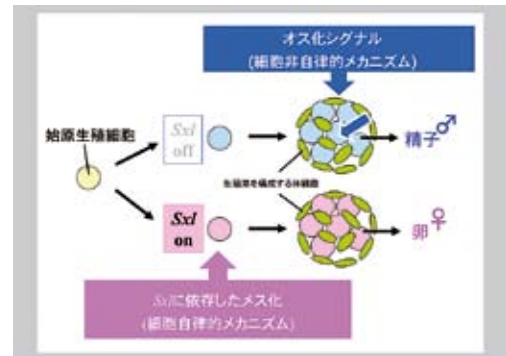 オス化シグナル
(細胞非自律的メカニズム)
始原生殖細胞
Sxl
off
精子♂
生殖巣を構成する体細胞
Sxl
on
卵♀
Sxlに依存したメス化
(細胞自律的メカニズム)